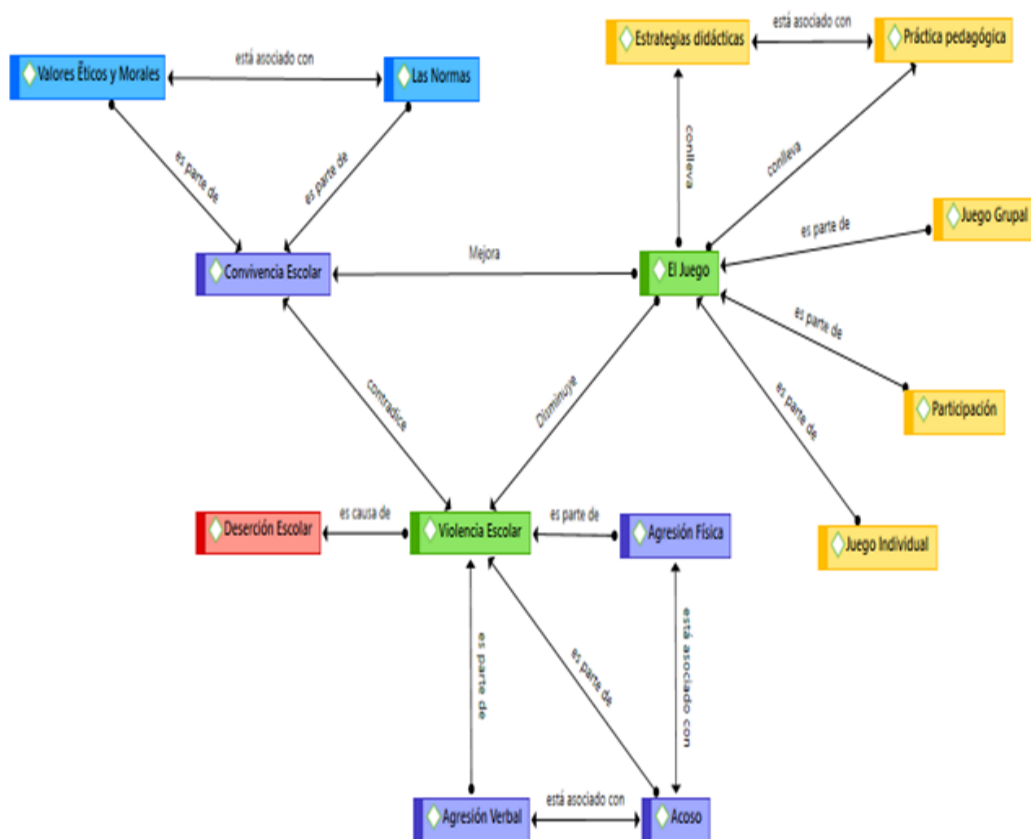 está asociado con
Estrategias didácticas
Práctica pedagógica
está asociado con
Valores Éticos y Morales
Las Normas
conlleva
conlleva
es parte de
es parte de
Juego Grupal
es parte de
Mejora
Convivencia Escolar
El Juego
es parte de
Participación
es parte de
contradice
Disminuye
es causa de
es parte de
Deserción Escolar
Violencia Escolar
Agresión Física
Juego Individual
es parte de
es parte de
está asociado con
está asociado con
Agresión Verbal
Acoso